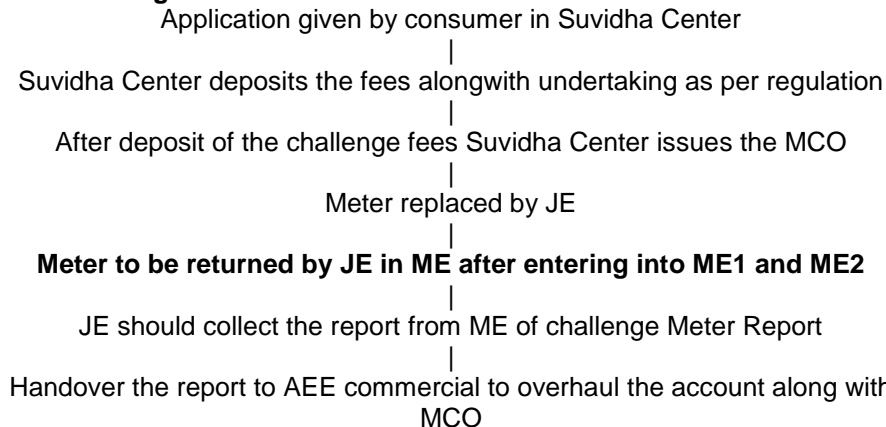 Application given by consumer in Suvidha Center
|
Suvidha Center deposits the fees alongwith undertaking as per regulation
|
After deposit of the challenge fees Suvidha Center issues the MCO
|
Meter replaced by JE
|
Meter to be returned by JE in ME after entering into ME1 and ME2
|
JE should collect the report from ME of challenge Meter Report
|
Handover the report to AEE commercial to overhaul the account along with
MCO